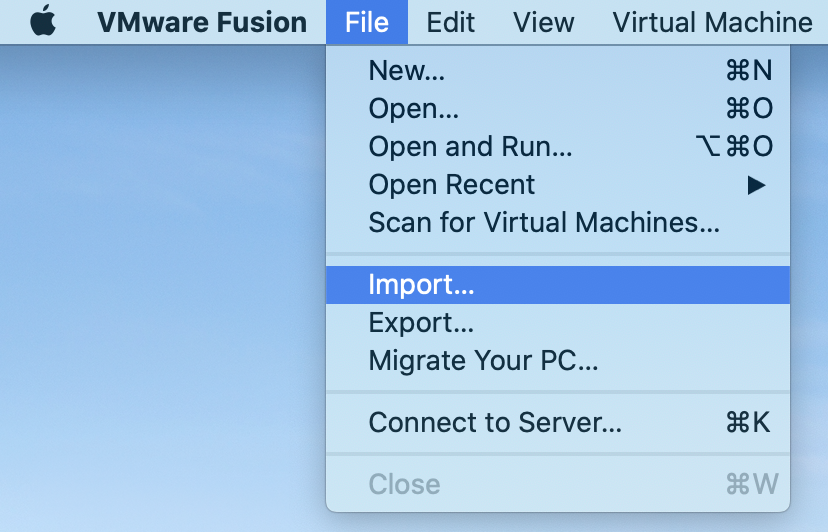 VMware Fusion File Edit View Virtual Machine
New... ⌘N
Open... ⌘O
Open and Run... ⌥⌘O
Open Recent ▶
Scan for Virtual Machines...
Import...
Export...
Migrate Your PC...
Connect to Server... ⌘K
Close ⌘W